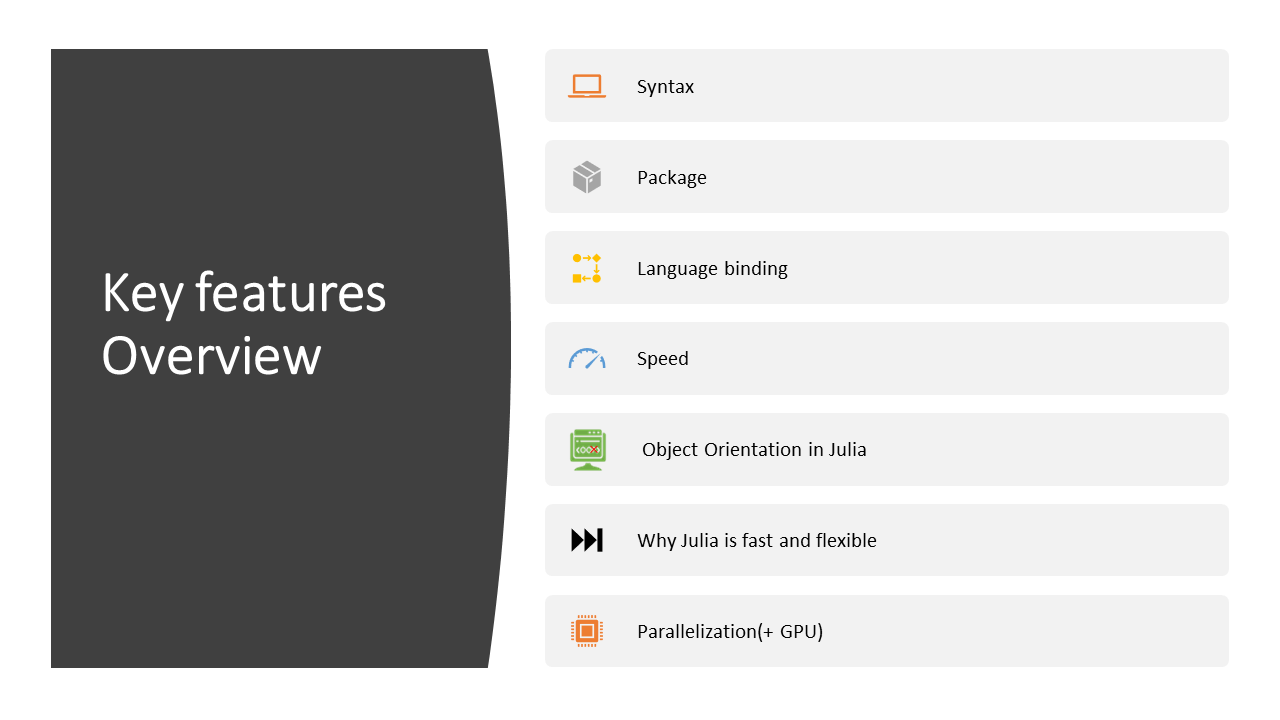 Key features
Overview
Syntax
Package
Language binding
Speed
Object Orientation in Julia
Why Julia is fast and flexible
Parallelization(+ GPU)